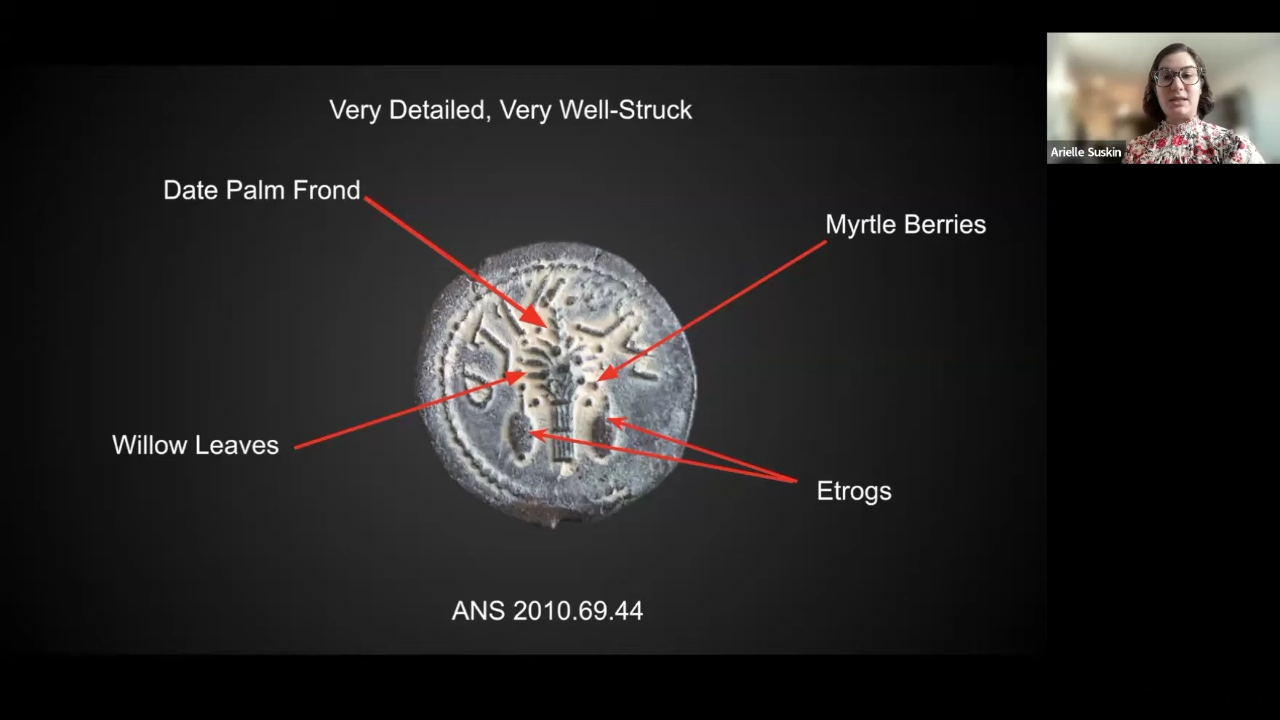 Very Detailed, Very Well-Struck
Date Palm Frond
Myrtle Berries
Willow Leaves
Etrogs
ANS 2010.69.44
Arielle Suskin